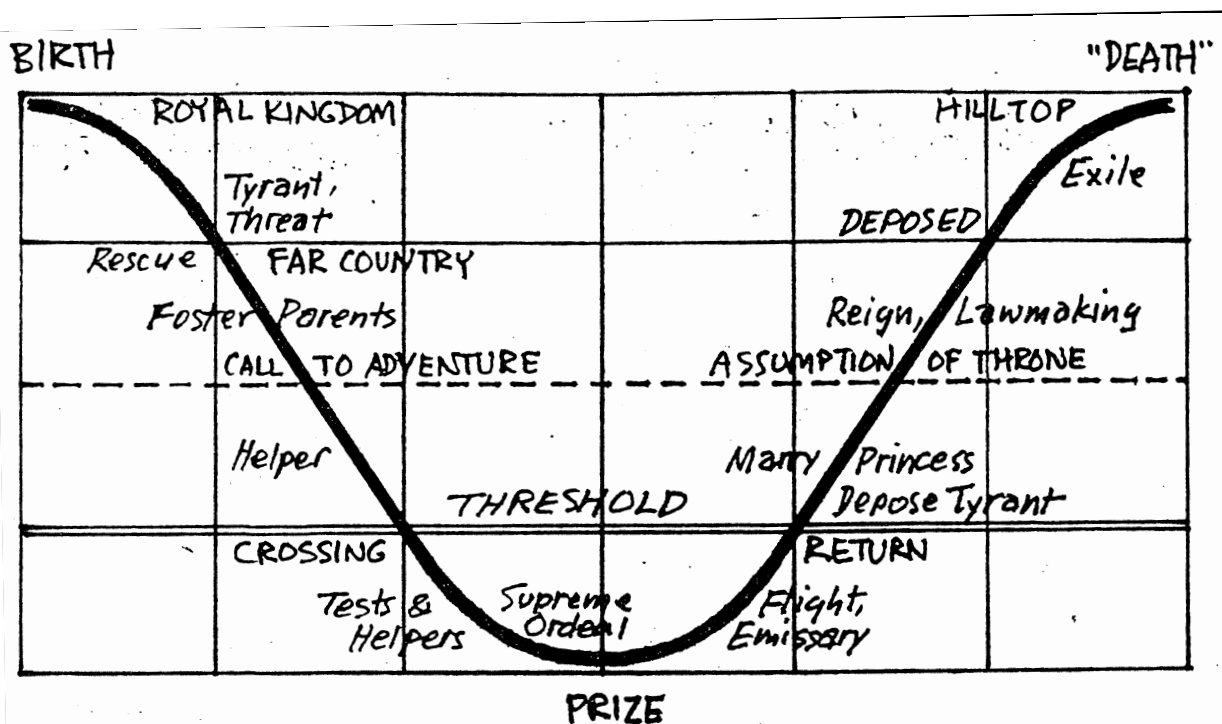 BIRTH
"DEATH"
ROYAL KINGDOM
HILLTOP
Tyrant,
Threat
Exile
DEPOSED
Rescue
FAR COUNTRY
Foster Parents
Reign, Lawmaking
CALL TO ADVENTURE
ASSUMPTION OF THRONE
Helper
Marry Princess
THRESHOLD
Depose Tyrant
CROSSING
RETURN
Tests &
Helpers
Supreme
Ordeal
Flight,
Emissary
PRIZE